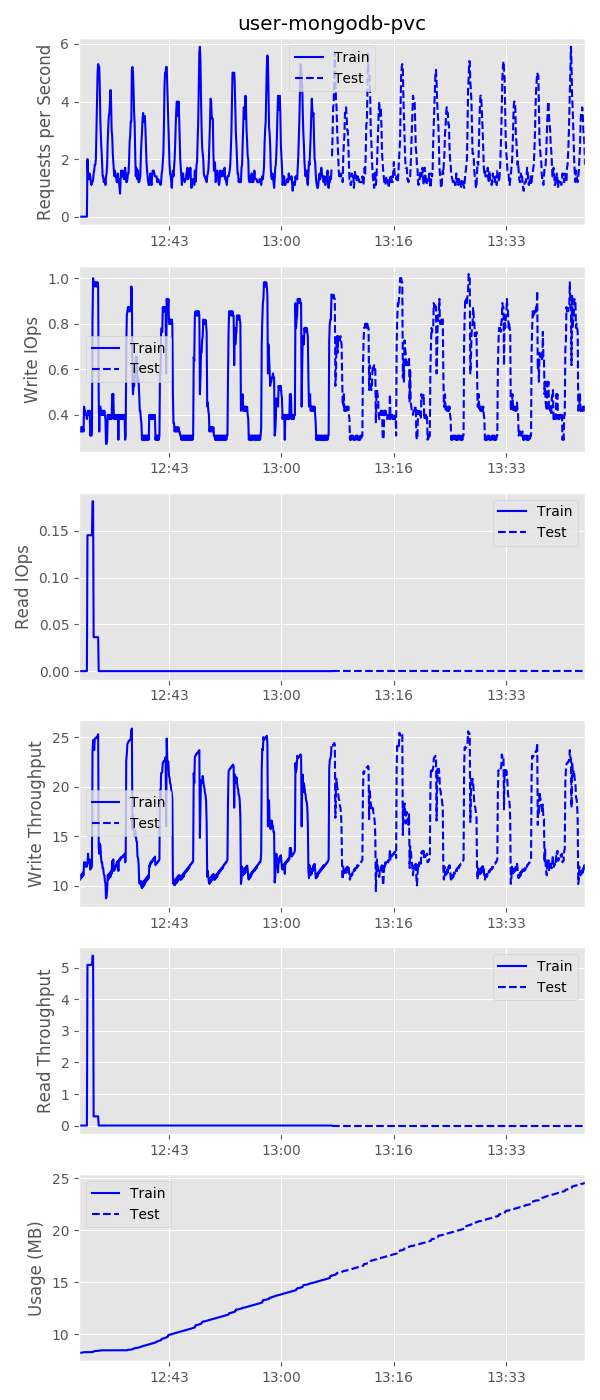 user-mongodb-pvc
Requests per Second
6
4
2
0
Train
Test
12:43 13:00 13:16 13:33
Write IOps
1.0
0.8
0.6
0.4
Train
Test
12:43 13:00 13:16 13:33
Read IOps
0.15
0.10
0.05
0.00
Train
Test
12:43 13:00 13:16 13:33
Write Throughput
25
20
15
10
Train
Test
12:43 13:00 13:16 13:33
Read Throughput
5
4
3
2
1
0
Train
Test
12:43 13:00 13:16 13:33
Usage (MB)
25
20
15
10
Train
Test
12:43 13:00 13:16 13:33